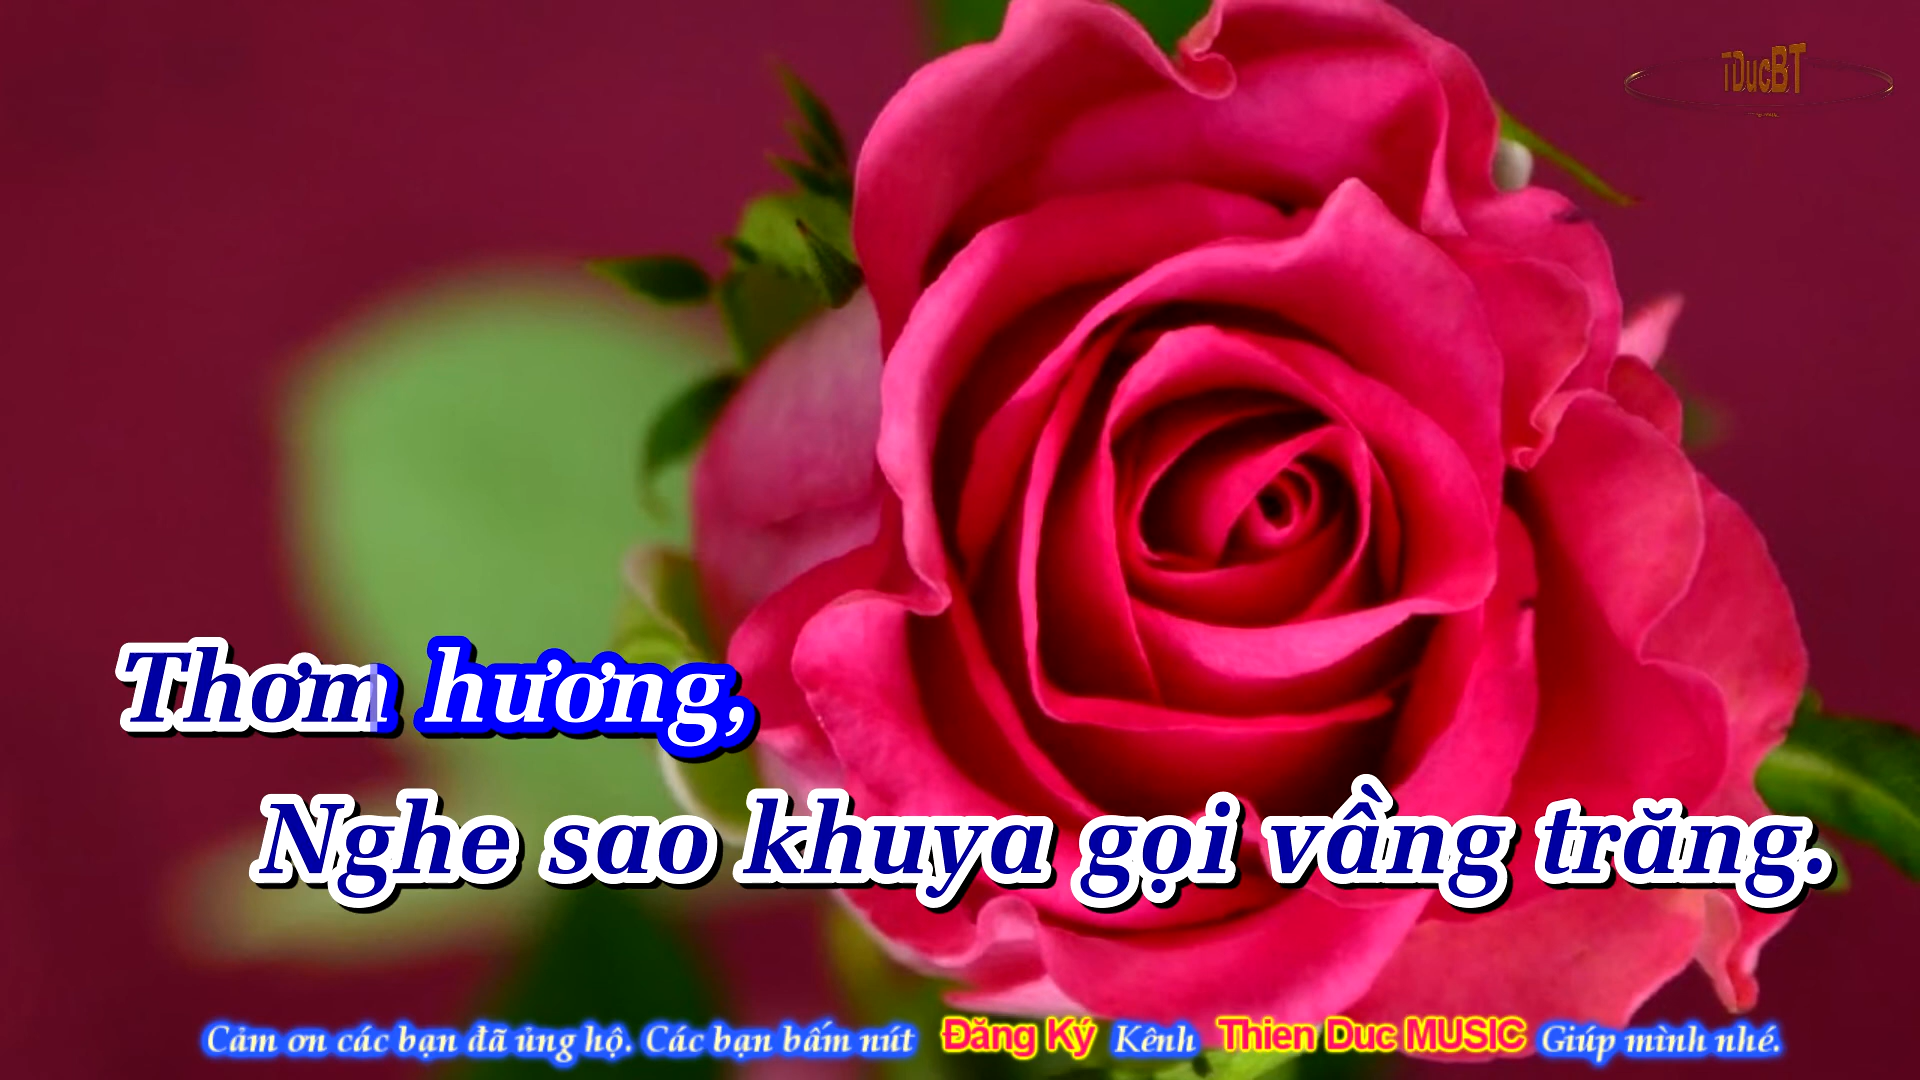 TDucBT
Thơm hương,
Nghe sao khuya gọi vầng trăng.
Cảm ơn các bạn đã ủng hộ. Các bạn bấm nút Đăng Ký Kênh Thien Duc MUSIC Giúp mình nhé.